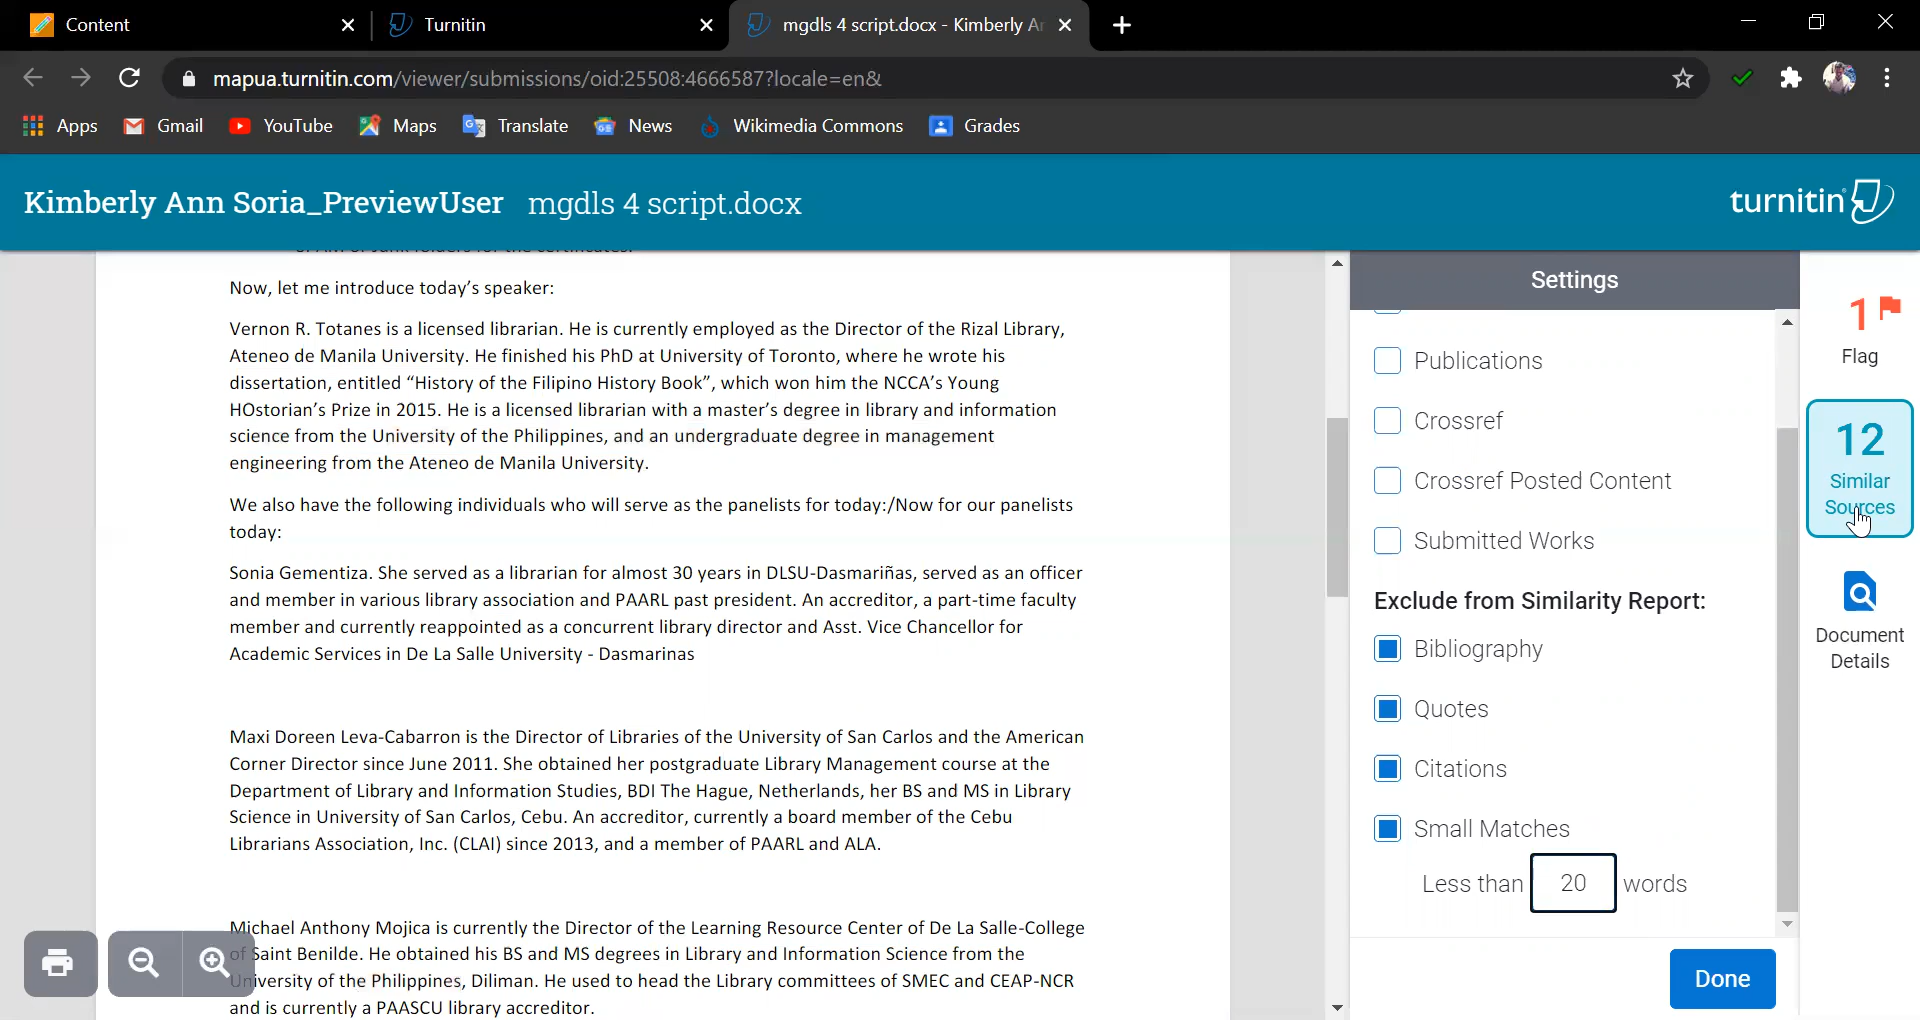 Content
Turnitin
mgdls 4 script.docx - Kimberly Ar
mapua.turnitin.com/viewer/submissions/oid:25508:4666587?locale=en&
Apps
Gmail
YouTube
Maps
Translate
News
Wikimedia Commons
Grades
Kimberly Ann Soria_PreviewUser mgdls 4 script.docx
turnitin
SPAM or Junk folders for the certificates.
Now, let me introduce today's speaker:
Vernon R. Totanes is a licensed librarian. He is currently employed as the Director of the Rizal Library,
Ateneo de Manila University. He finished his PhD at University of Toronto, where he wrote his
dissertation, entitled “History of the Filipino History Book”, which won him the NCCA's Young
HOstorian's Prize in 2015. He is a licensed librarian with a master's degree in library and information
science from the University of the Philippines, and an undergraduate degree in management
engineering from the Ateneo de Manila University.
We also have the following individuals who will serve as the panelists for today:/Now for our panelists
today:
Sonia Gementiza. She served as a librarian for almost 30 years in DLSU-Dasmariñas, served as an officer
and member in various library association and PAARL past president. An accreditor, a part-time faculty
member and currently reappointed as a concurrent library director and Asst. Vice Chancellor for
Academic Services in De La Salle University - Dasmarinas
Maxi Doreen Leva-Cabarron is the Director of Libraries of the University of San Carlos and the American
Corner Director since June 2011. She obtained her postgraduate Library Management course at the
Department of Library and Information Studies, BDI The Hague, Netherlands, her BS and MS in Library
Science in University of San Carlos, Cebu. An accreditor, currently a board member of the Cebu
Librarians Association, Inc. (CLAI) since 2013, and a member of PAARL and ALA.
Michael Anthony Mojica is currently the Director of the Learning Resource Center of De La Salle-College
of Saint Benilde. He obtained his BS and MS degrees in Library and Information Science from the
University of the Philippines, Diliman. He used to head the Library committees of SMEC and CEAP-NCR
and is currently a PAASCU library accreditor.
Settings
Publications
Crossref
Crossref Posted Content
Submitted Works
Exclude from Similarity Report:
Bibliography
Quotes
Citations
Small Matches
Less than 20 words
Done
1
Flag
12
Similar
Sources
Document
Details